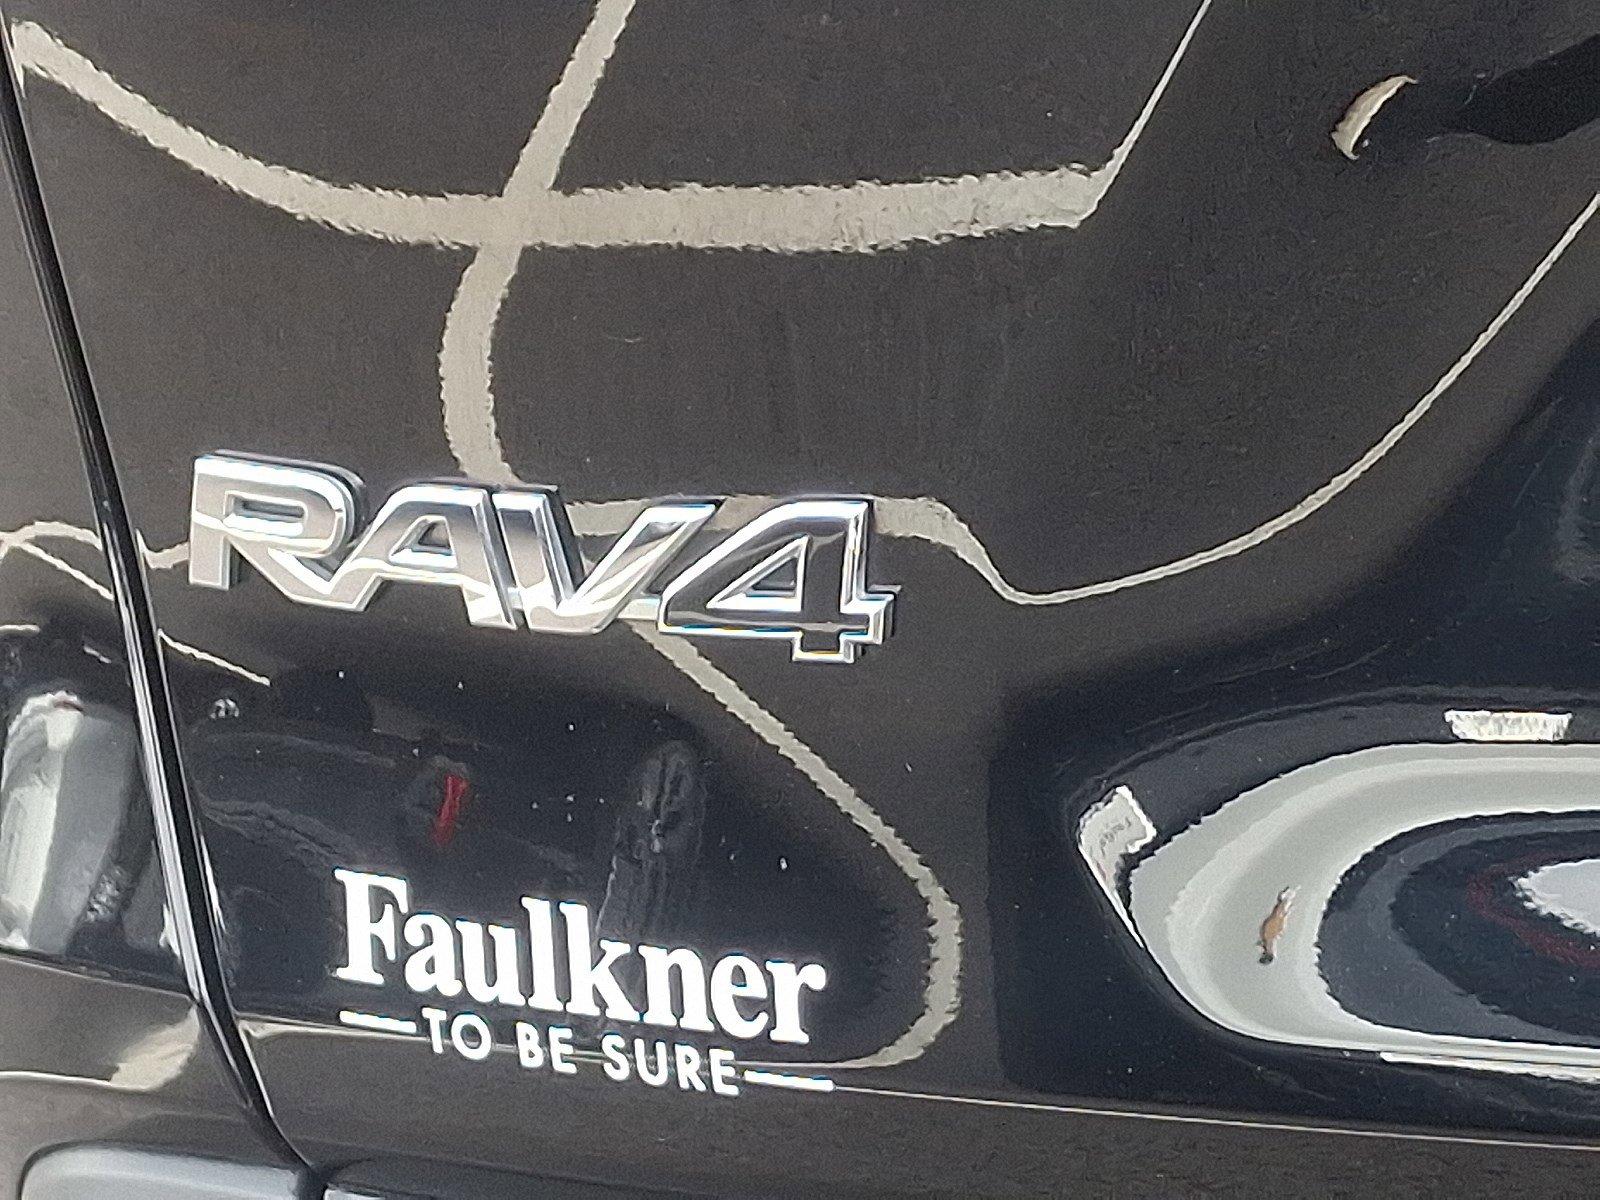 RAV4
Faulkner
TO BE SURE